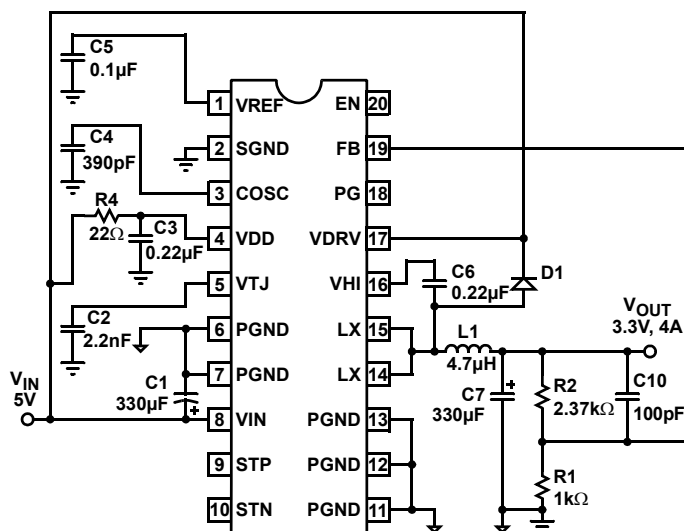 C5
0.1µF
1 VREF
EN 20
C4
390pF
2 SGND
FB 19
3 COSC
PG 18
R4
22Ω
C3
0.22µF
4 VDD
VDRV 17
5 VTJ
VHI 16
C6
0.22µF
D1
C2
2.2nF
6 PGND
LX 15
L1
4.7µH
VOUT
3.3V, 4A
7 PGND
LX 14
C1
330µF
VIN
5V
8 VIN
PGND 13
C7
330µF
R2
2.37kΩ
C10
100pF
9 STP
PGND 12
10 STN
PGND 11
R1
1kΩ